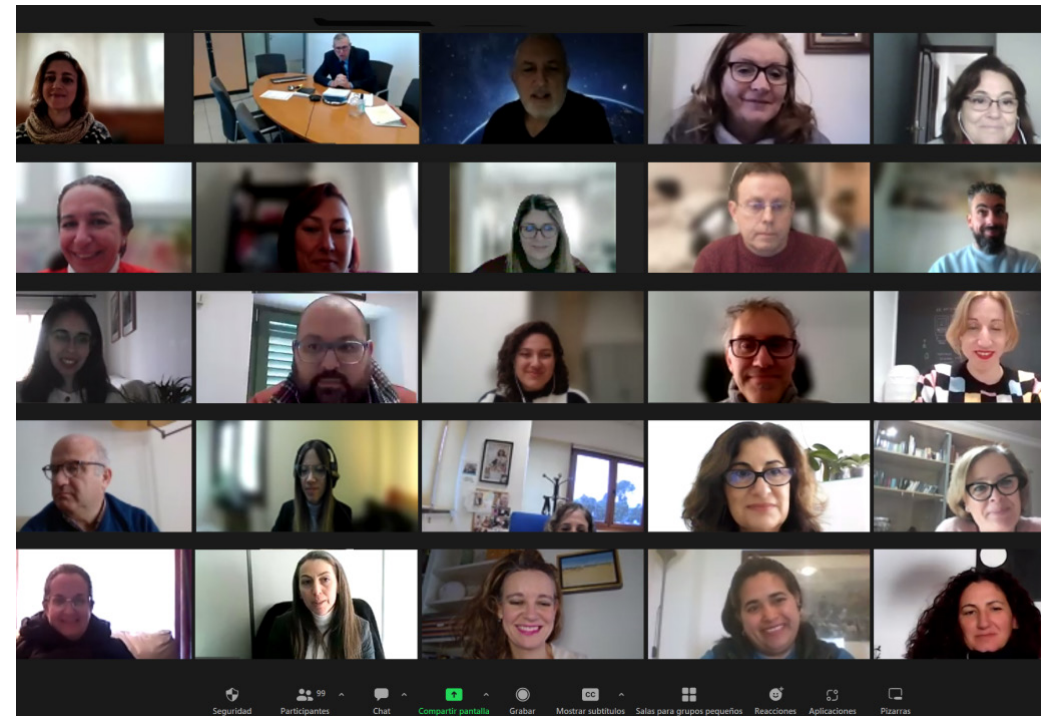 99
CC
Seguridad Participantes Chat Compartir pantalla Grabar Mostrar subtítulos Salas para grupos pequeños Reacciones Aplicaciones Pizarras